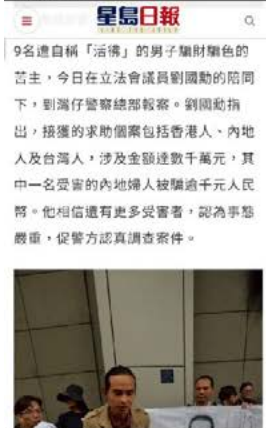 星島日報
9名遭自稱「活彿」的男子騙財騙色的
苦主，今日在立法會議員劉國勳的陪同
下，到灣仔警察總部報案。劉國勳指
出，接獲的求助個案包括香港人、內地
人及台灣人，涉及金額達數千萬元，其
中一名受害的內地婦人被騙逾千元人民
幣。他相信還有更多受害者，認為事態
嚴重，促警方認真調查案件。